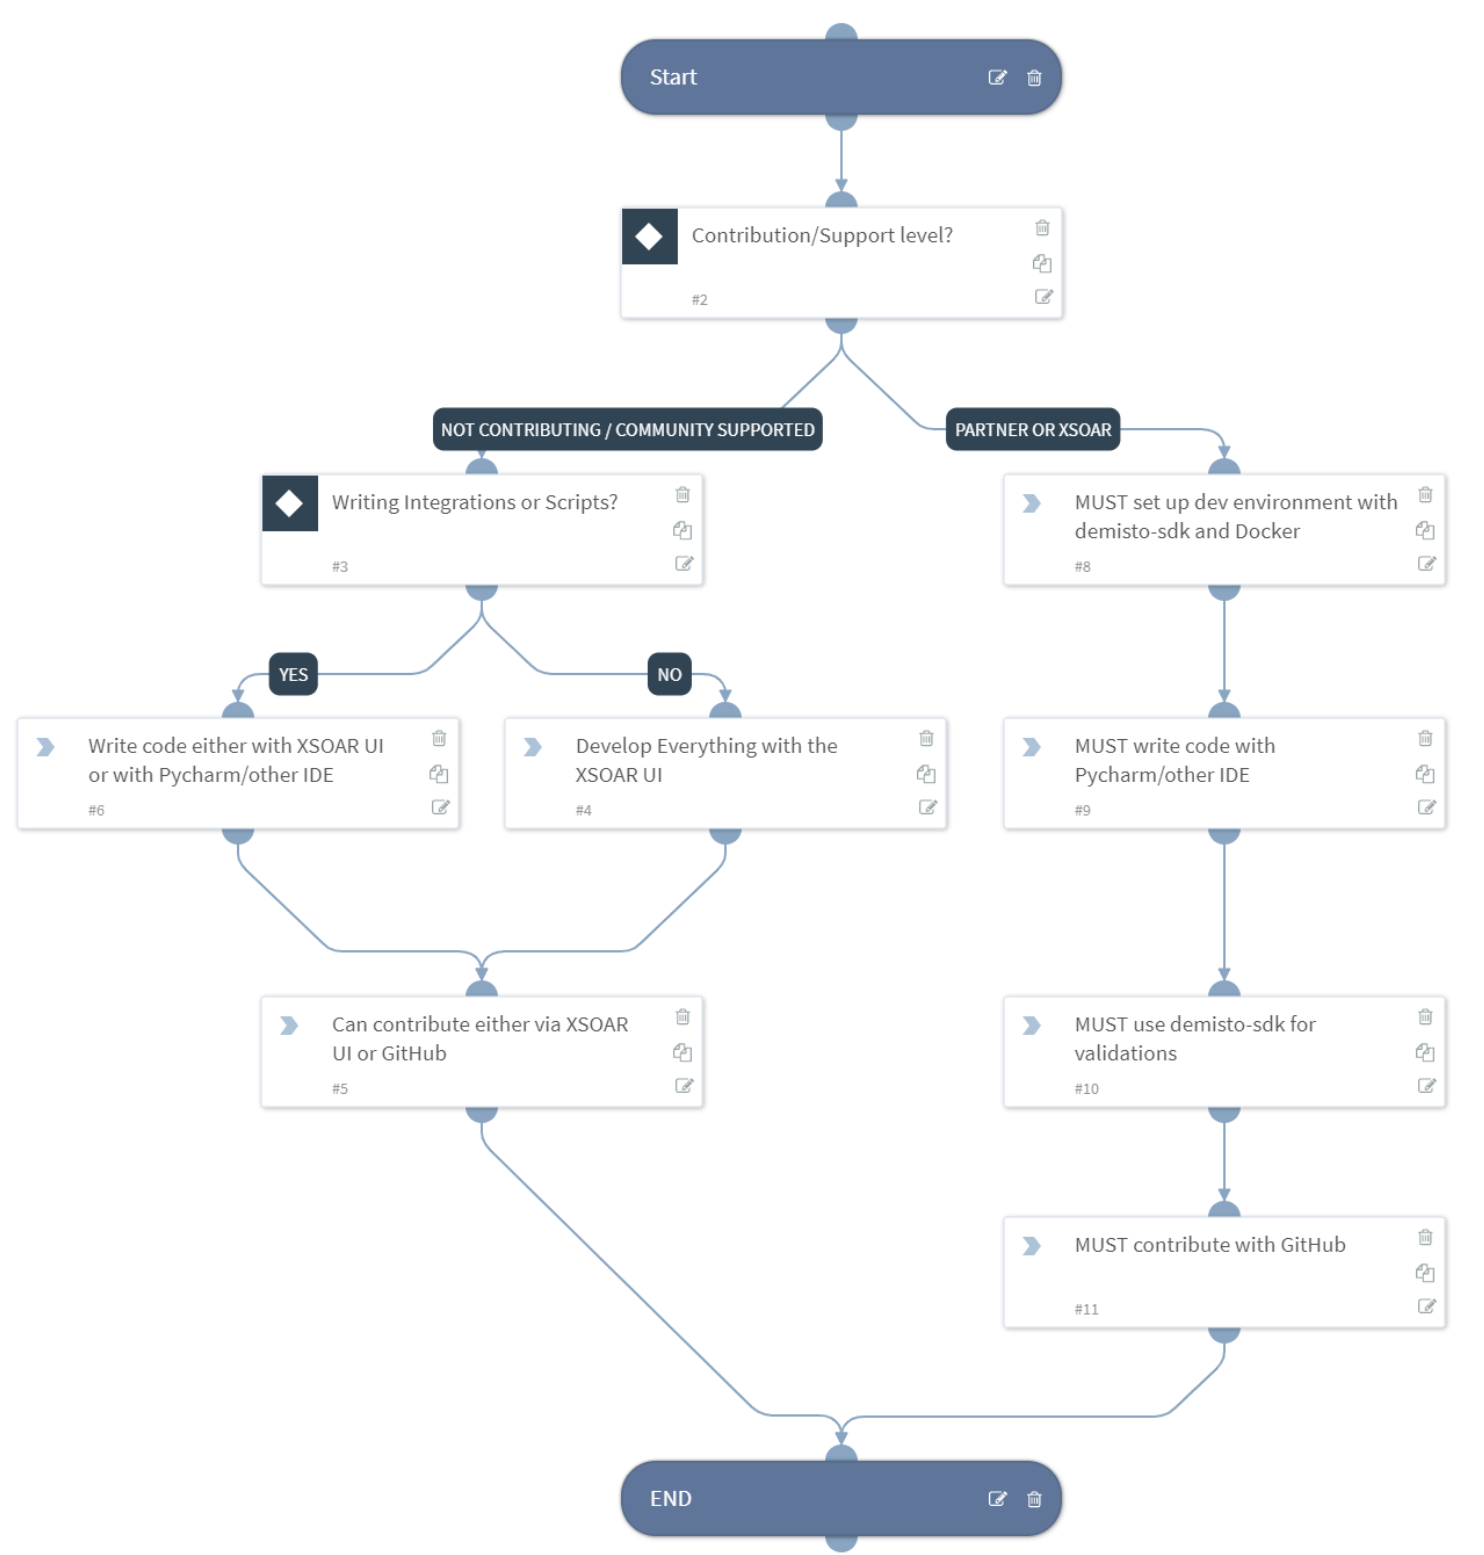 Start
Contribution/Support level?
#2
NOT CONTRIBUTING / COMMUNITY SUPPORTED
PARTNER OR XSOAR
Writing Integrations or Scripts?
#3
MUST set up dev environment with
demisto-sdk and Docker
#8
YES
NO
Write code either with XSOAR UI
or with Pycharm/other IDE
#6
Develop Everything with the
XSOAR UI
#4
MUST write code with
Pycharm/other IDE
#9
Can contribute either via XSOAR
UI or GitHub
#5
MUST use demisto-sdk for
validations
#10
MUST contribute with GitHub
#11
END